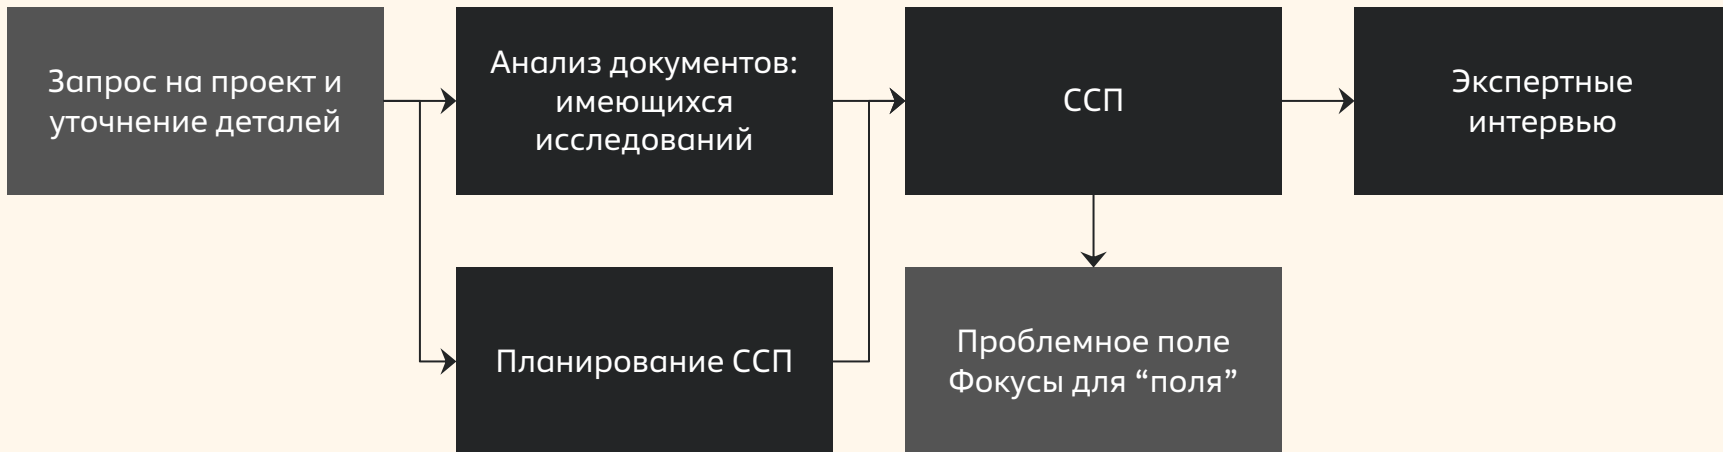 Запрос на проект и
уточнение деталей
Анализ документов:
имеющихся
исследований
ССП
Экспертные
интервью
Планирование ССП
Проблемное поле
Фокусы для “поля”